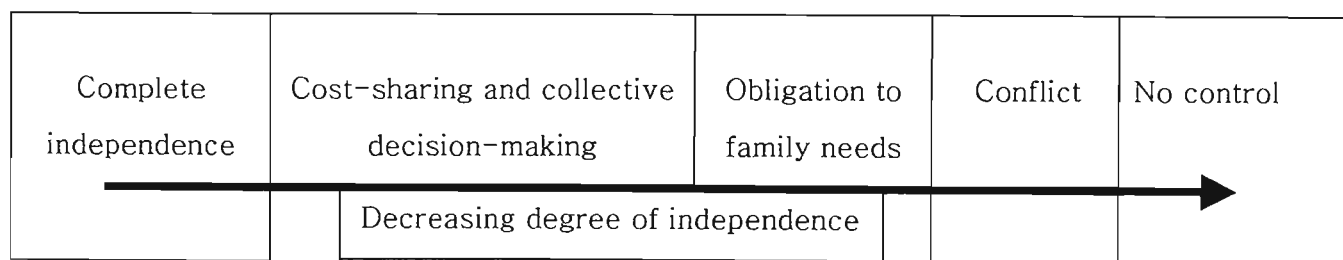 Complete
independence
Cost-sharing and collective
decision-making
Obligation to
family needs
Conflict
No control
Decreasing degree of independence